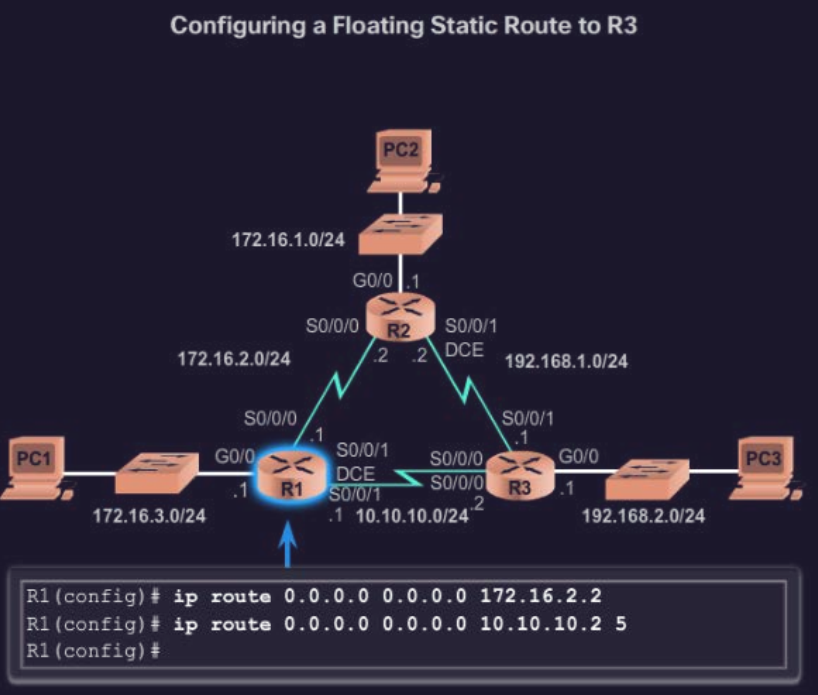 Configuring a Floating Static Route to R3
PC2
172.16.1.0/24
G0/0 .1
S0/0/0 R2 S0/0/1
.2 .2 DCE
172.16.2.0/24 192.168.1.0/24
S0/0/0 S0/0/1
.1 .1
PC1 G0/0 S0/0/1 S0/0/0 G0/0 PC3
DCE S0/0/0
.1 R1 S0/0/1 R3 .1
.1 10.10.10.0/24 .2
172.16.3.0/24 192.168.2.0/24
R1(config)# ip route 0.0.0.0 0.0.0.0 172.16.2.2
R1(config)# ip route 0.0.0.0 0.0.0.0 10.10.10.2 5
R1(config)#